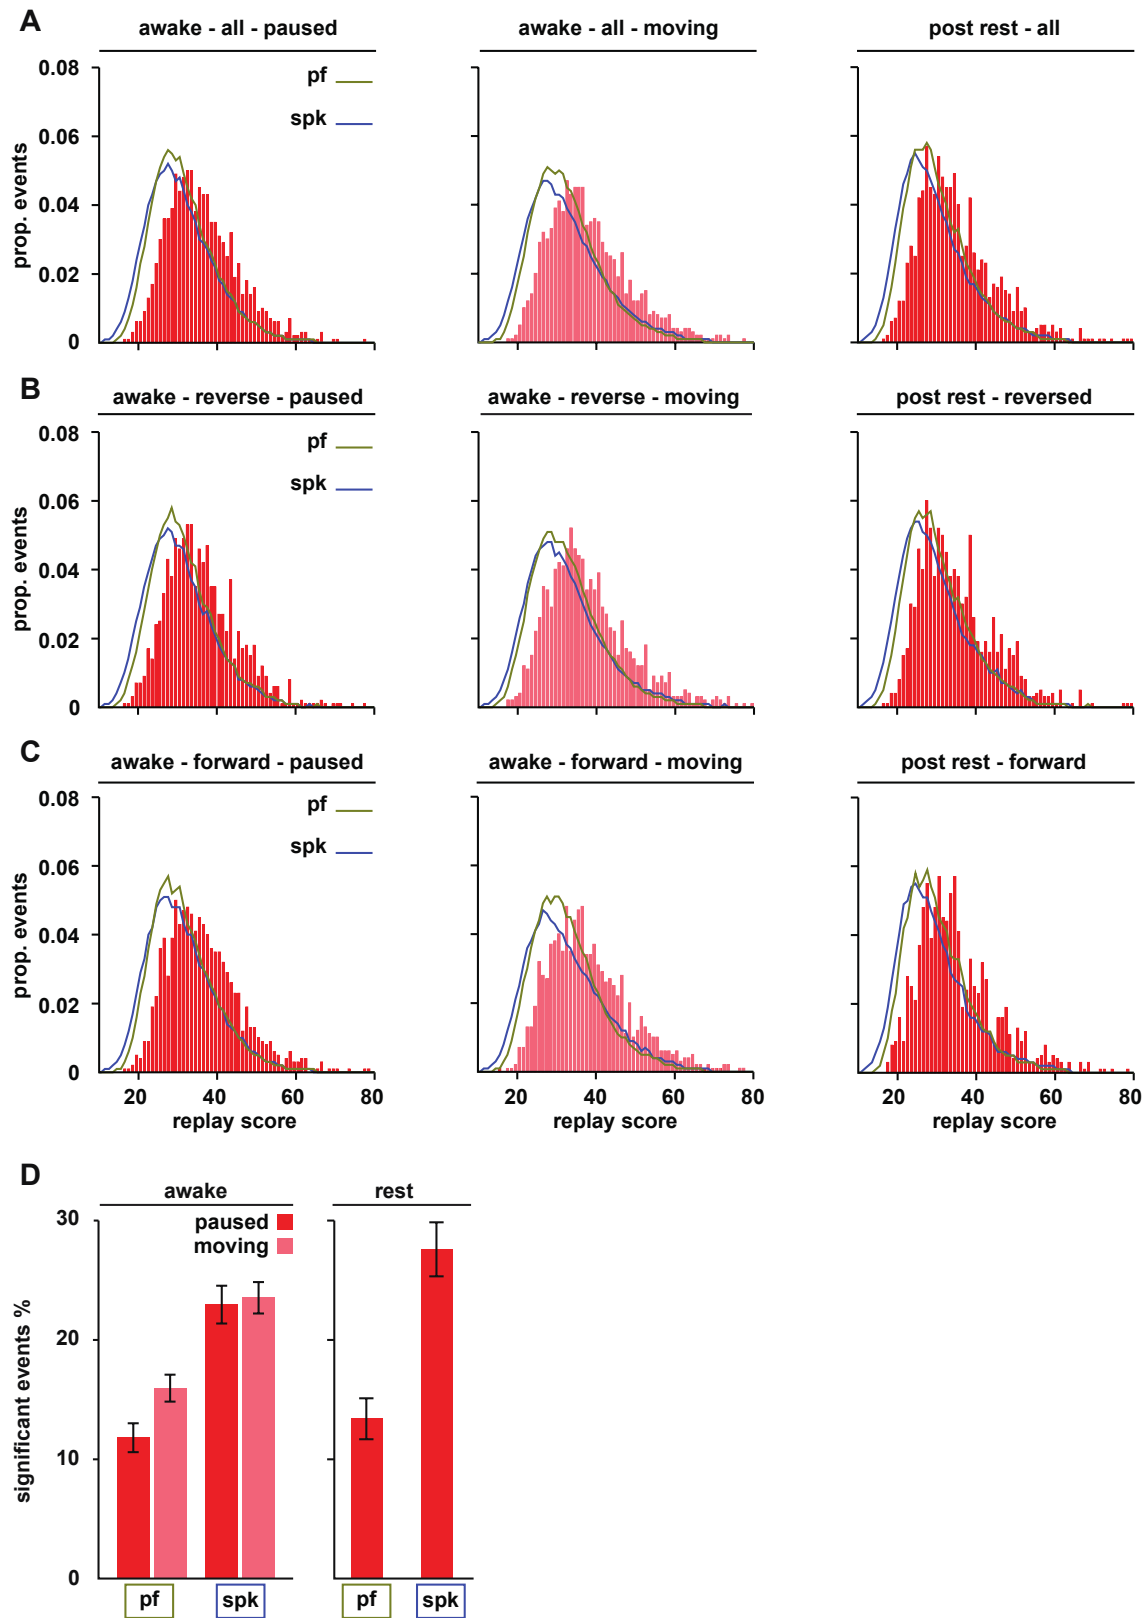 A
awake - all - paused
awake - all - moving
post rest - all
0.08
0.06
0.04
0.02
0
prop. events
pf
spk
B
awake - reverse - paused
awake - reverse - moving
post rest - reversed
0.08
0.06
0.04
0.02
0
prop. events
pf
spk
C
awake - forward - paused
awake - forward - moving
post rest - forward
0.08
0.06
0.04
0.02
0
prop. events
pf
spk
20 40 60 80
20 40 60 80
20 40 60 80
replay score
replay score
replay score
D
awake
rest
30
20
10
0
significant events %
paused
moving
pf
spk
pf
spk